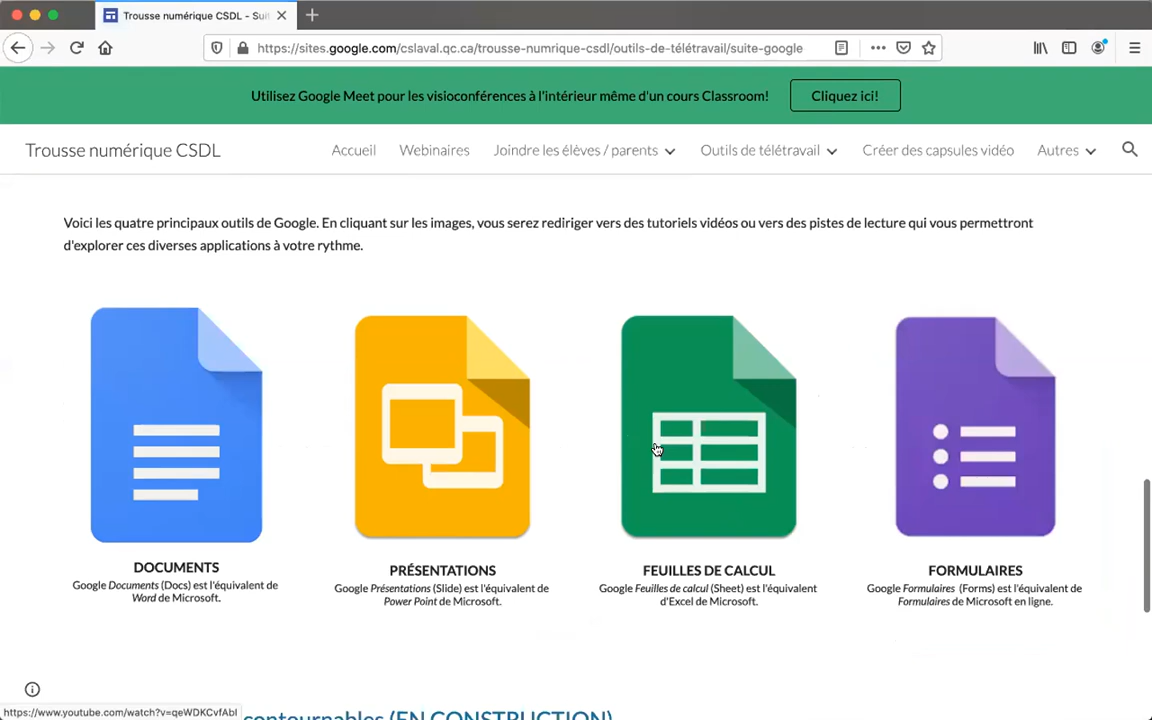 Trousse numérique CSDL - Suit
https://sites.google.com/cslaval.qc.ca/trousse-numrique-csdl/outils-de-télétravail/suite-google
Utilisez Google Meet pour les visioconférences à l'intérieur même d'un cours Classroom!
Cliquez ici!
Trousse numérique CSDL
Accueil
Webinaires
Joindre les élèves / parents
Outils de télétravail
Créer des capsules vidéo
Autres
Voici les quatre principaux outils de Google. En cliquant sur les images, vous serez rediriger vers des tutoriels vidéos ou vers des pistes de lecture qui vous permettront
d'explorer ces diverses applications à votre rythme.
DOCUMENTS
Google Documents (Docs) est l'équivalent de
Word de Microsoft.
PRÉSENTATIONS
Google Présentations (Slide) est l'équivalent de
Power Point de Microsoft.
FEUILLES DE CALCUL
Google Feuilles de calcul (Sheet) est l'équivalent
d'Excel de Microsoft.
FORMULAIRES
Google Formulaires (Forms) est l'équivalent de
Formulaires de Microsoft en ligne.
contournables (EN CONSTRUCTION)
https://www.youtube.com/watch?v=qeWDKCvfAbI